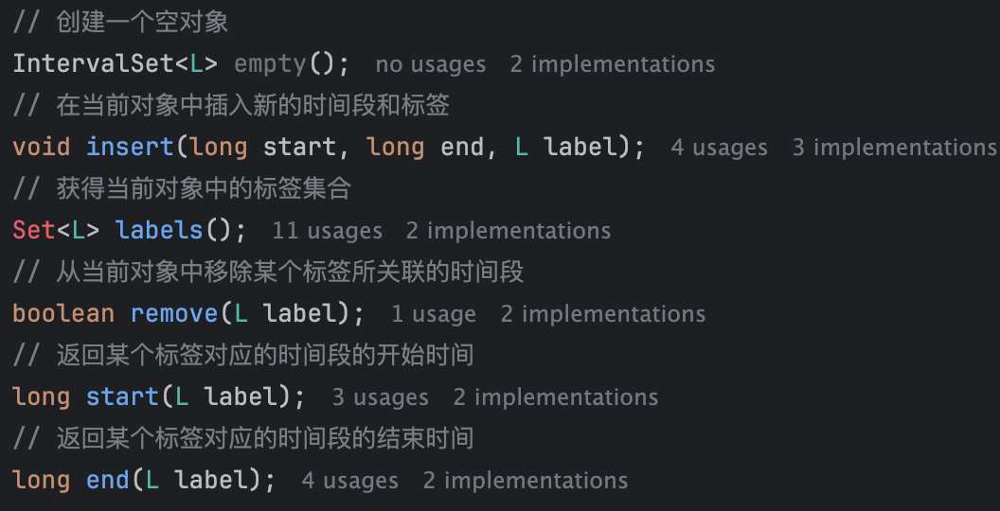 // 创建一个空对象
IntervalSet<L> empty(); no usages 2 implementations
// 在当前对象中插入新的时间段和标签
void insert(long start, long end, L label); 4 usages 3 implementations
// 获得当前对象中的标签集合
Set<L> labels(); 11 usages 2 implementations
// 从当前对象中移除某个标签所关联的时间段
boolean remove(L label); 1 usage 2 implementations
// 返回某个标签对应的时间段的开始时间
long start(L label); 3 usages 2 implementations
// 返回某个标签对应的时间段的结束时间
long end(L label); 4 usages 2 implementations